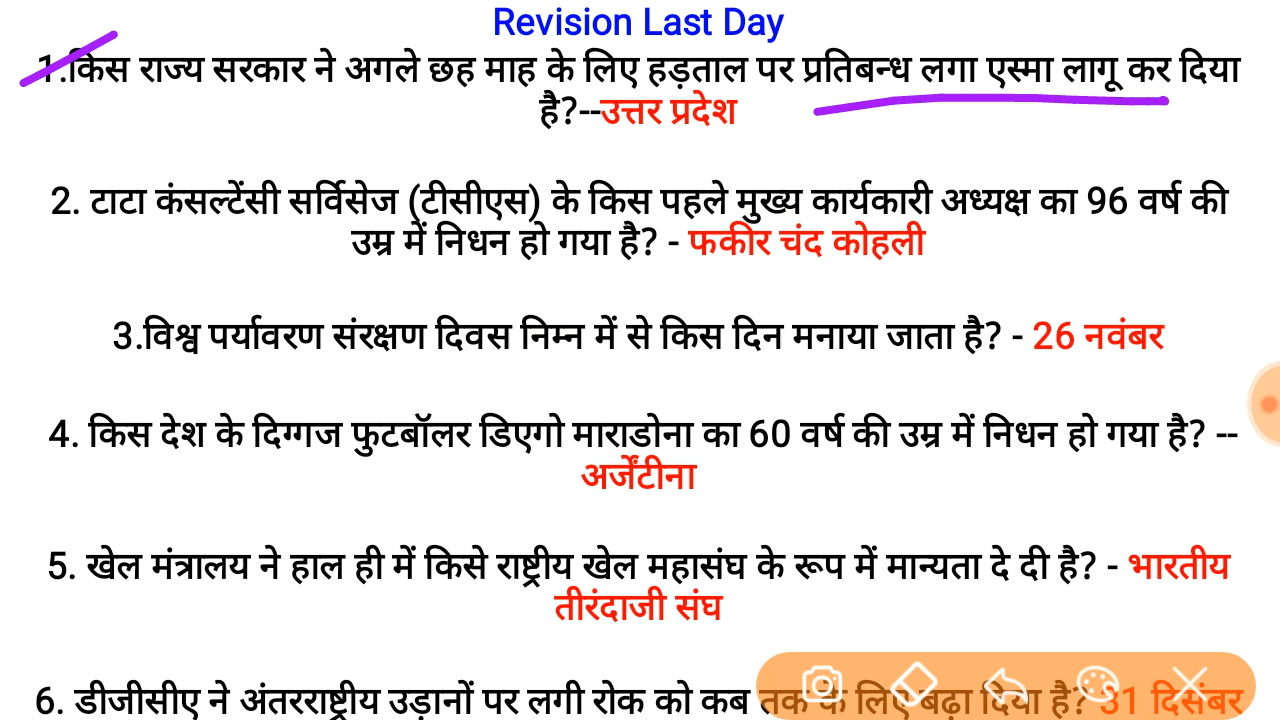 Revision Last Day
1.किस राज्य सरकार ने अगले छह माह के लिए हड़ताल पर प्रतिबन्ध लगा एस्मा लागू कर दिया
है?--उत्तर प्रदेश
2. टाटा कंसल्टेंसी सर्विसेज (टीसीएस) के किस पहले मुख्य कार्यकारी अध्यक्ष का 96 वर्ष की
उम्र में निधन हो गया है? - फकीर चंद कोहली
3.विश्व पर्यावरण संरक्षण दिवस निम्न में से किस दिन मनाया जाता है? - 26 नवंबर
4. किस देश के दिग्गज फुटबॉलर डिएगो माराडोना का 60 वर्ष की उम्र में निधन हो गया है? --
अर्जेंटीना
5. खेल मंत्रालय ने हाल ही में किसे राष्ट्रीय खेल महासंघ के रूप में मान्यता दे दी है? - भारतीय
तीरंदाजी संघ
6. डीजीसीए ने अंतरराष्ट्रीय उड़ानों पर लगी रोक को कब तक के लिए बढ़ा दिया है? 31 दिसंबर